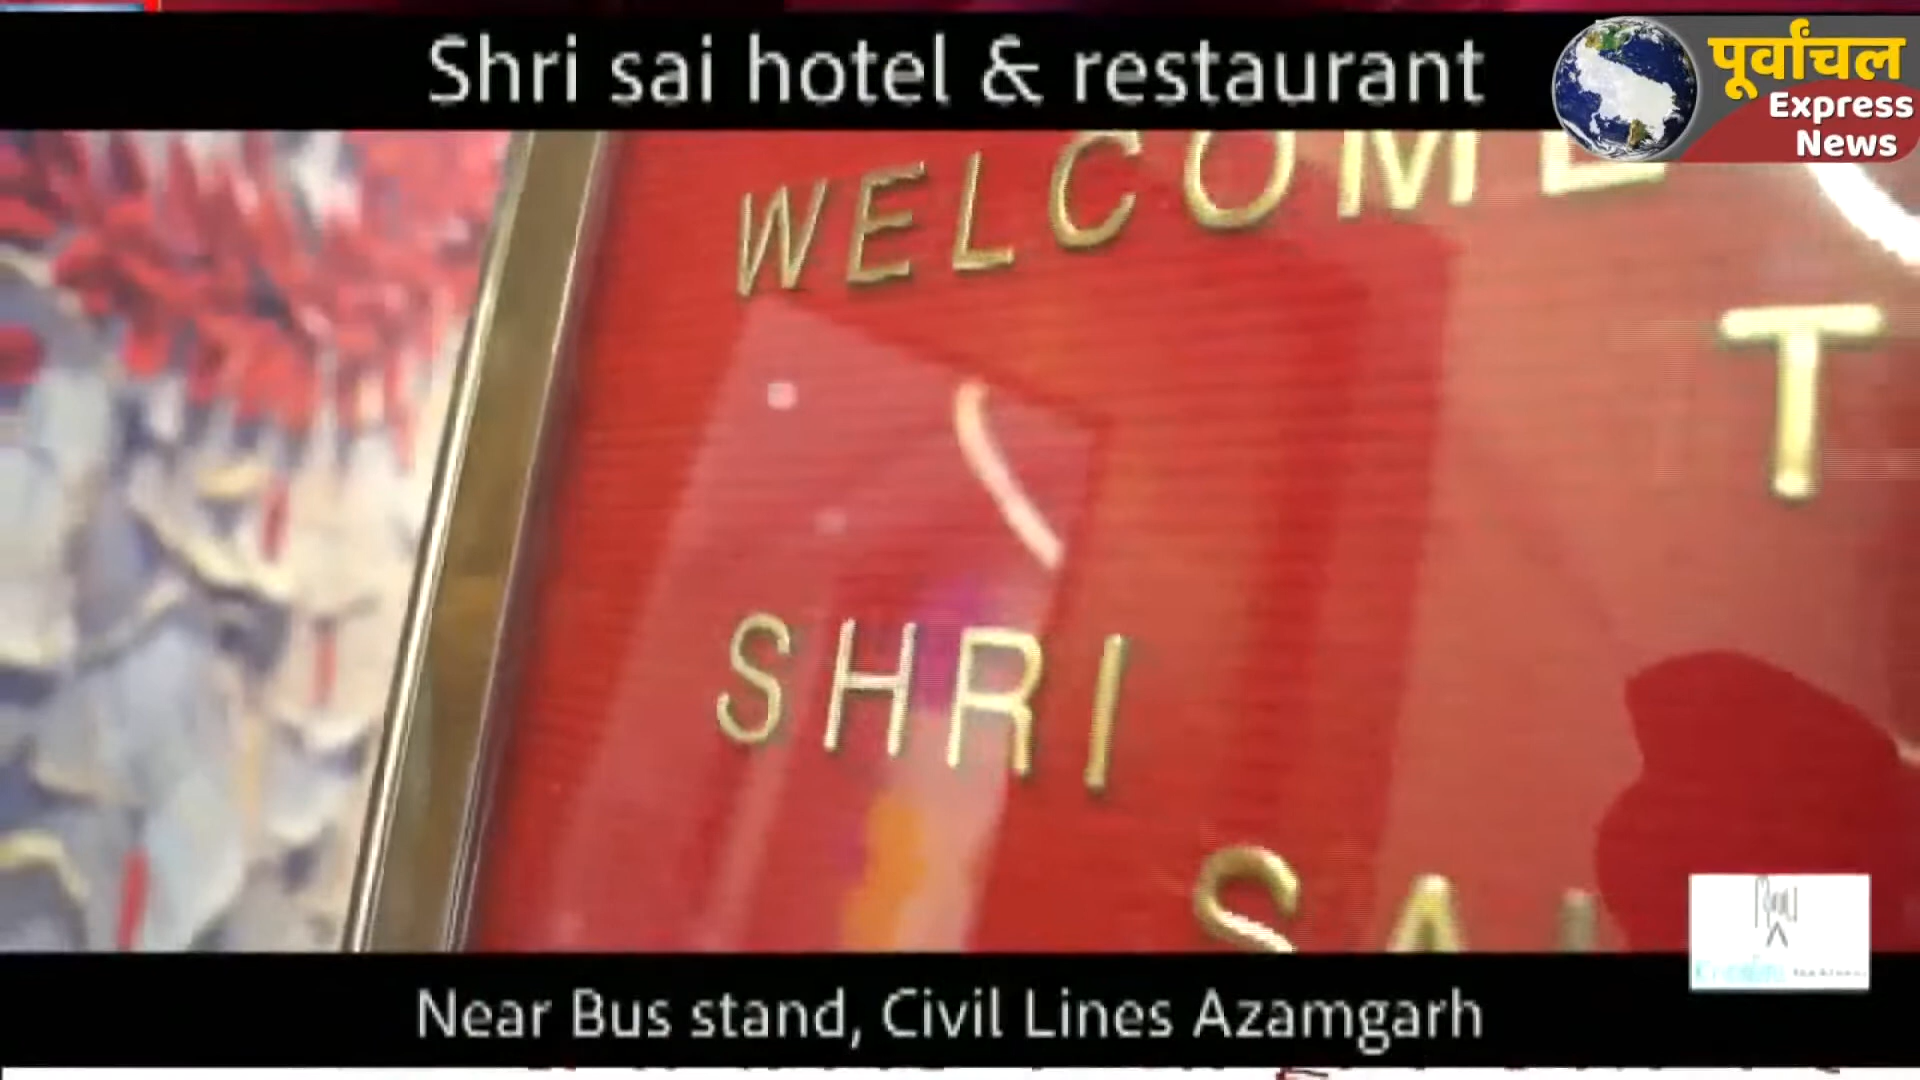 Shri sai hotel & restaurant
पूर्वांचल
Express
News
WELCOME
T
SHRI
SAI
Near Bus stand, Civil Lines Azamgarh